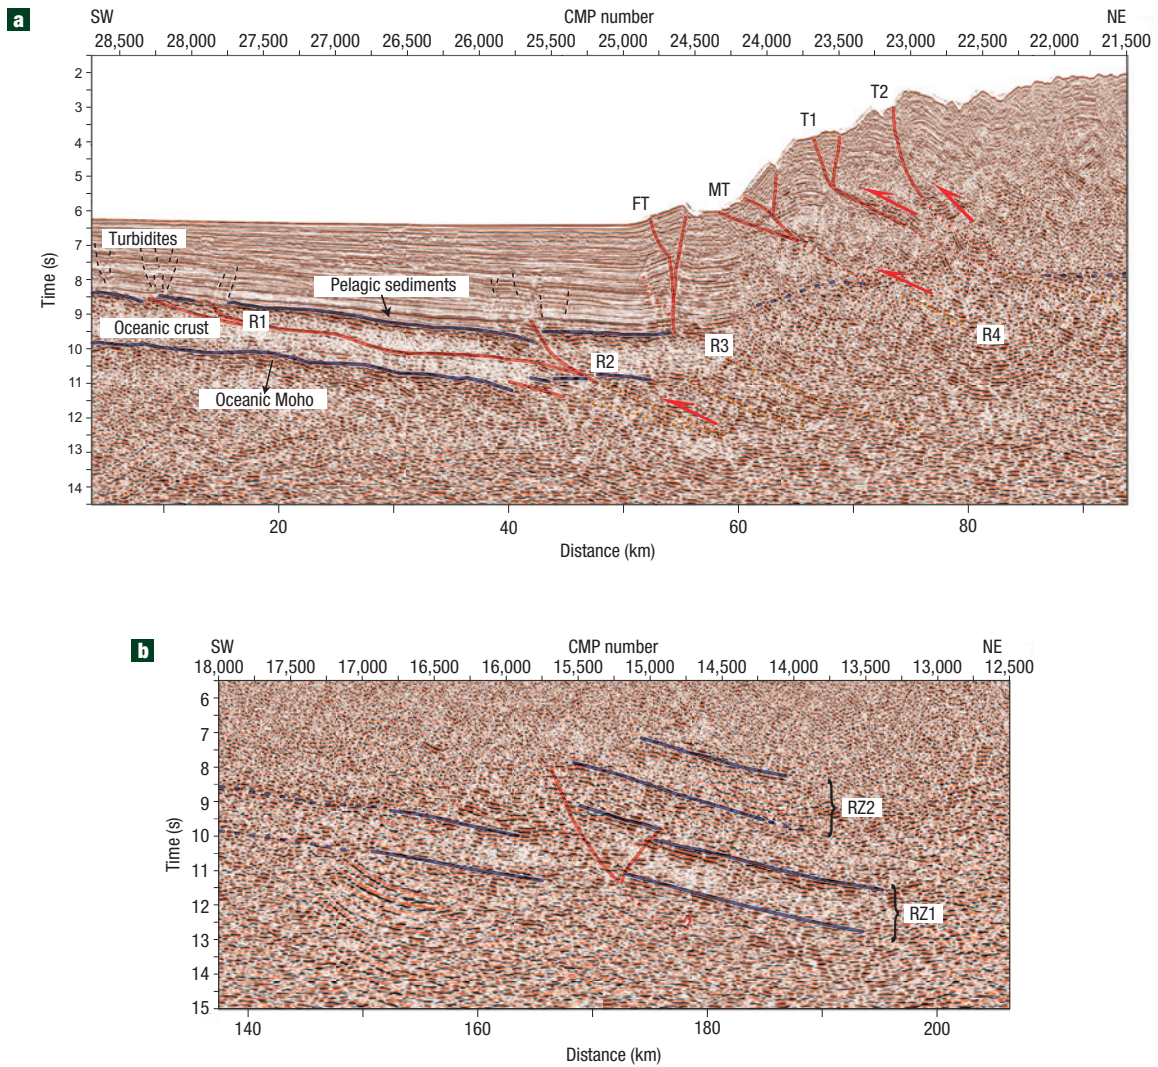 a
SW CMP number NE
28,500 28,000 27,500 27,000 26,500 26,000 25,500 25,000 24,500 24,000 23,500 23,000 22,500 22,000 21,500
T2
T1
MT
FT
Turbidites
Pelagic sediments
R1
Oceanic crust
R4
R3
R2
Oceanic Moho
Time (s)
2
3
4
5
6
7
8
9
10
11
12
13
14
20 40 60 80
Distance (km)
b
SW CMP number NE
18,000 17,500 17,000 16,500 16,000 15,500 15,000 14,500 14,000 13,500 13,000 12,500
Time (s)
6
7
8
9
10
11
12
13
14
15
RZ2
RZ1
140 160 180 200
Distance (km)